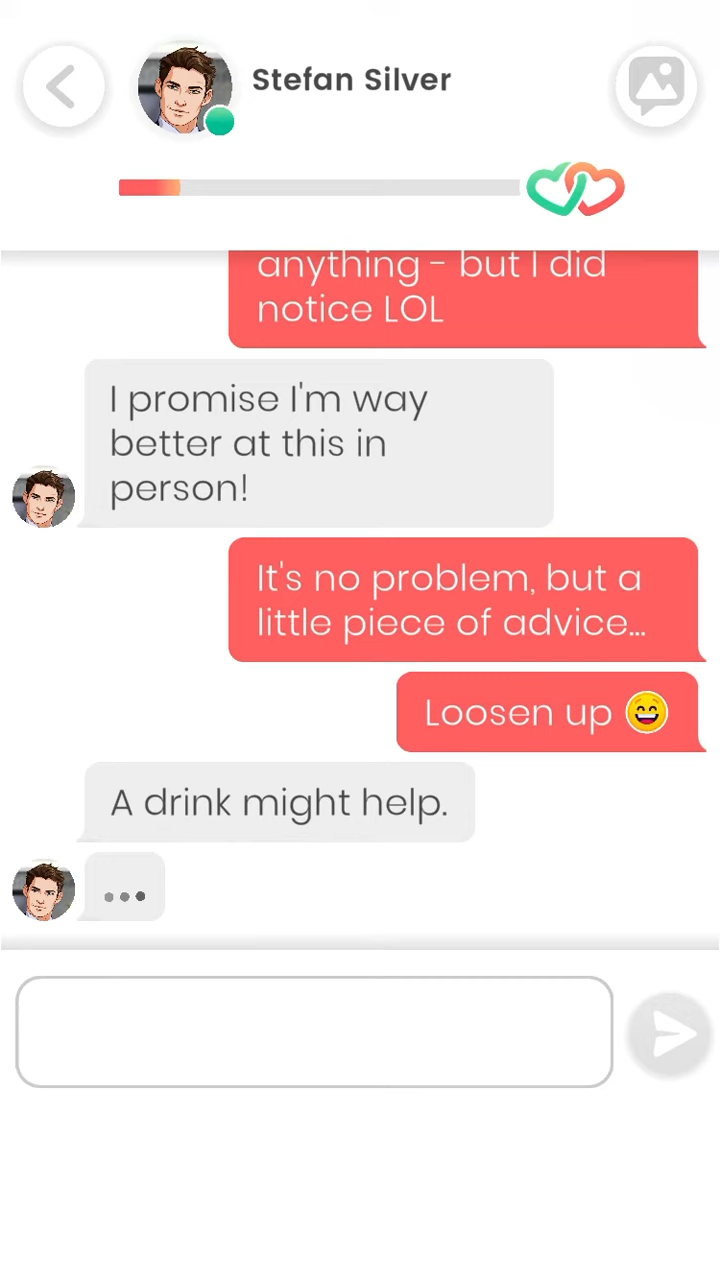 Stefan Silver
anything - but I did
notice LOL
I promise I'm way
better at this in
person!
It's no problem, but a
little piece of advice...
Loosen up 😄
A drink might help.
...